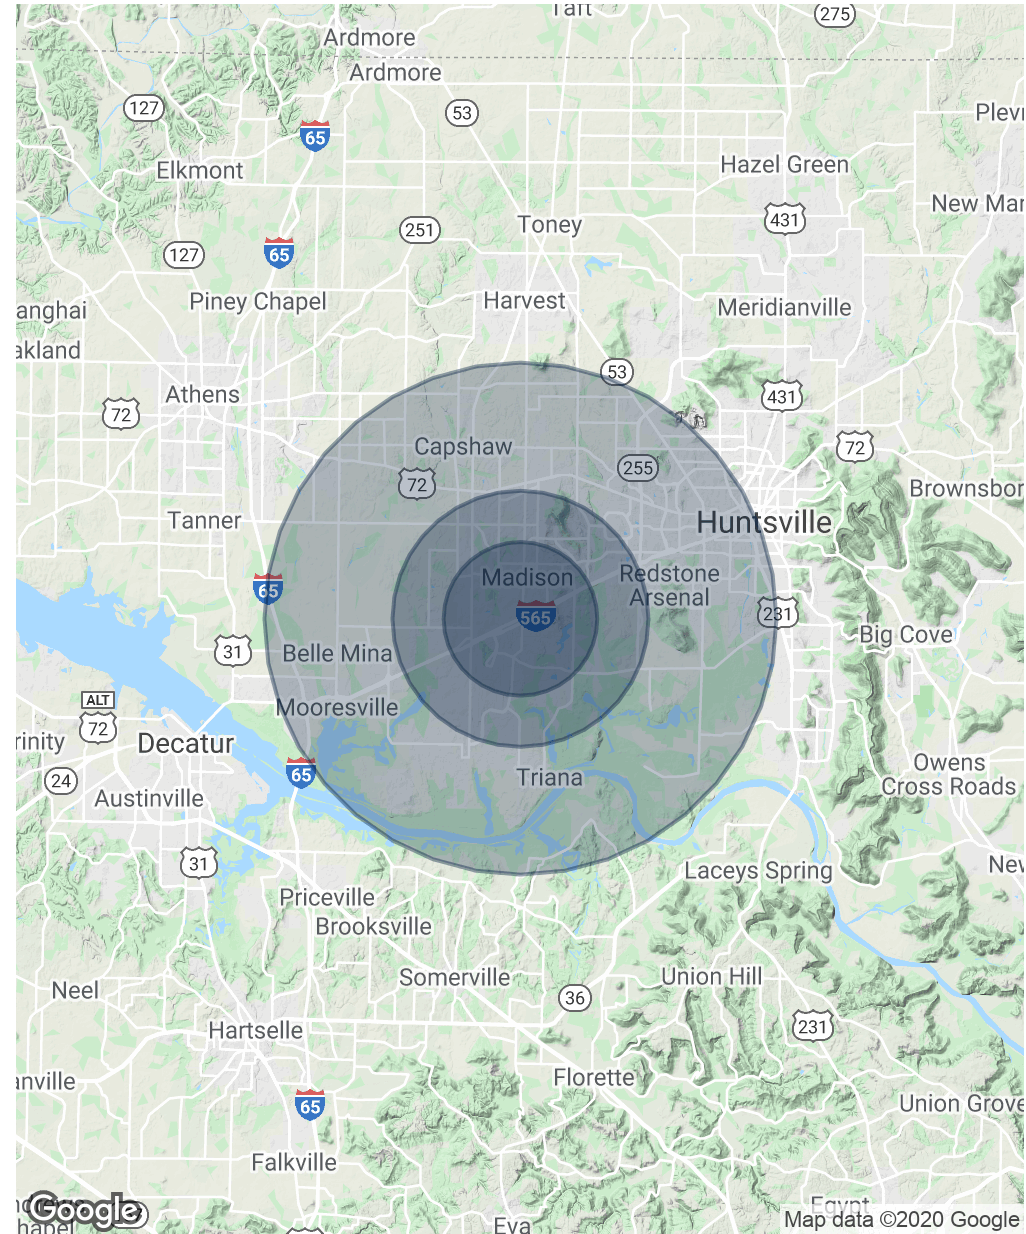 Taft
275
Ardmore
Ardmore
127
53
65
Plevn
Elkmont
Hazel Green
New Mar
431
Toney
251
127
65
Piney Chapel
Harvest
Meridianville
anghai
akland
53
Athens
431
72
Capshaw
72
255
72
Brownsbor
Tanner
Huntsville
Madison
Redstone
Arsenal
65
565
231
Big Cove
31
Belle Mina
ALT
72
Mooresville
rinity
Decatur
24
65
Triana
Owens
Cross Roads
Austinville
31
Laceys Spring
Nev
Priceville
Brooksville
Somerville
Union Hill
Neel
36
Hartselle
231
anville
Florette
65
Union Grove
Falkville
Egypt
Google
hapel
Eva
Map data ©2020 Google